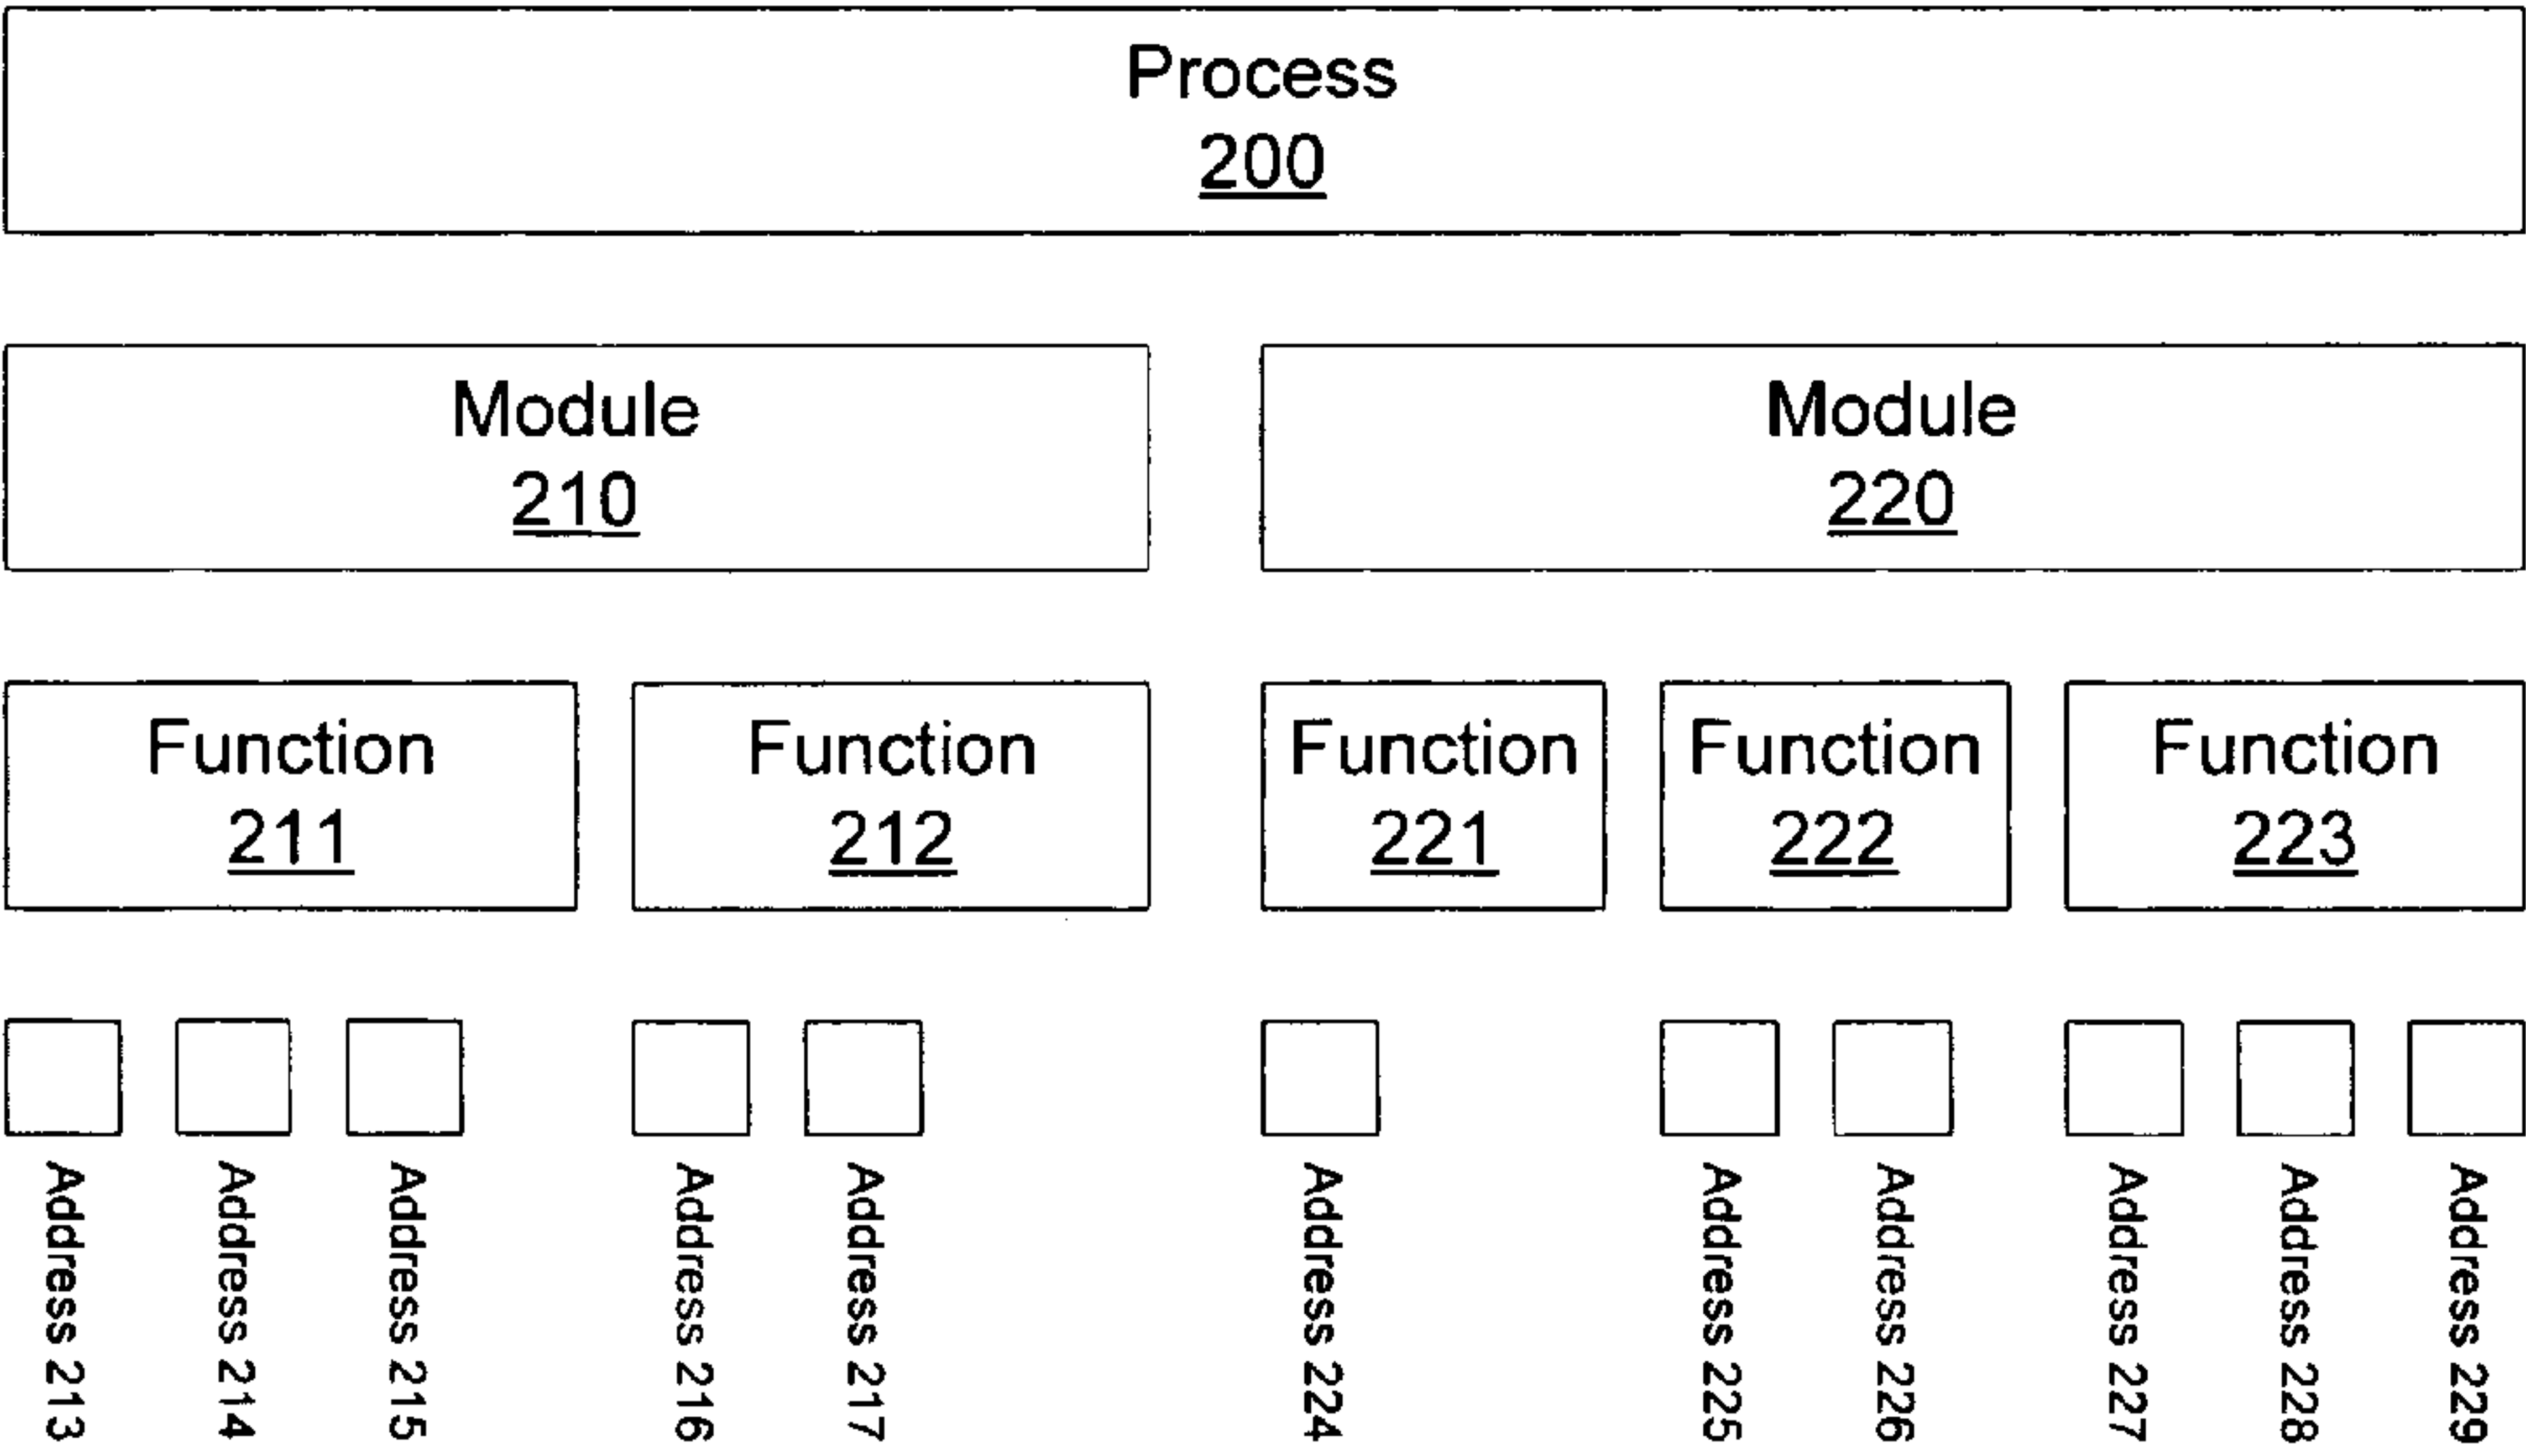 Process
200
Module
210
Module
220
Function
211
Function
212
Function
221
Function
222
Function
223
Address 213
Address 214
Address 215
Address 216
Address 217
Address 224
Address 225
Address 226
Address 227
Address 228
Address 229